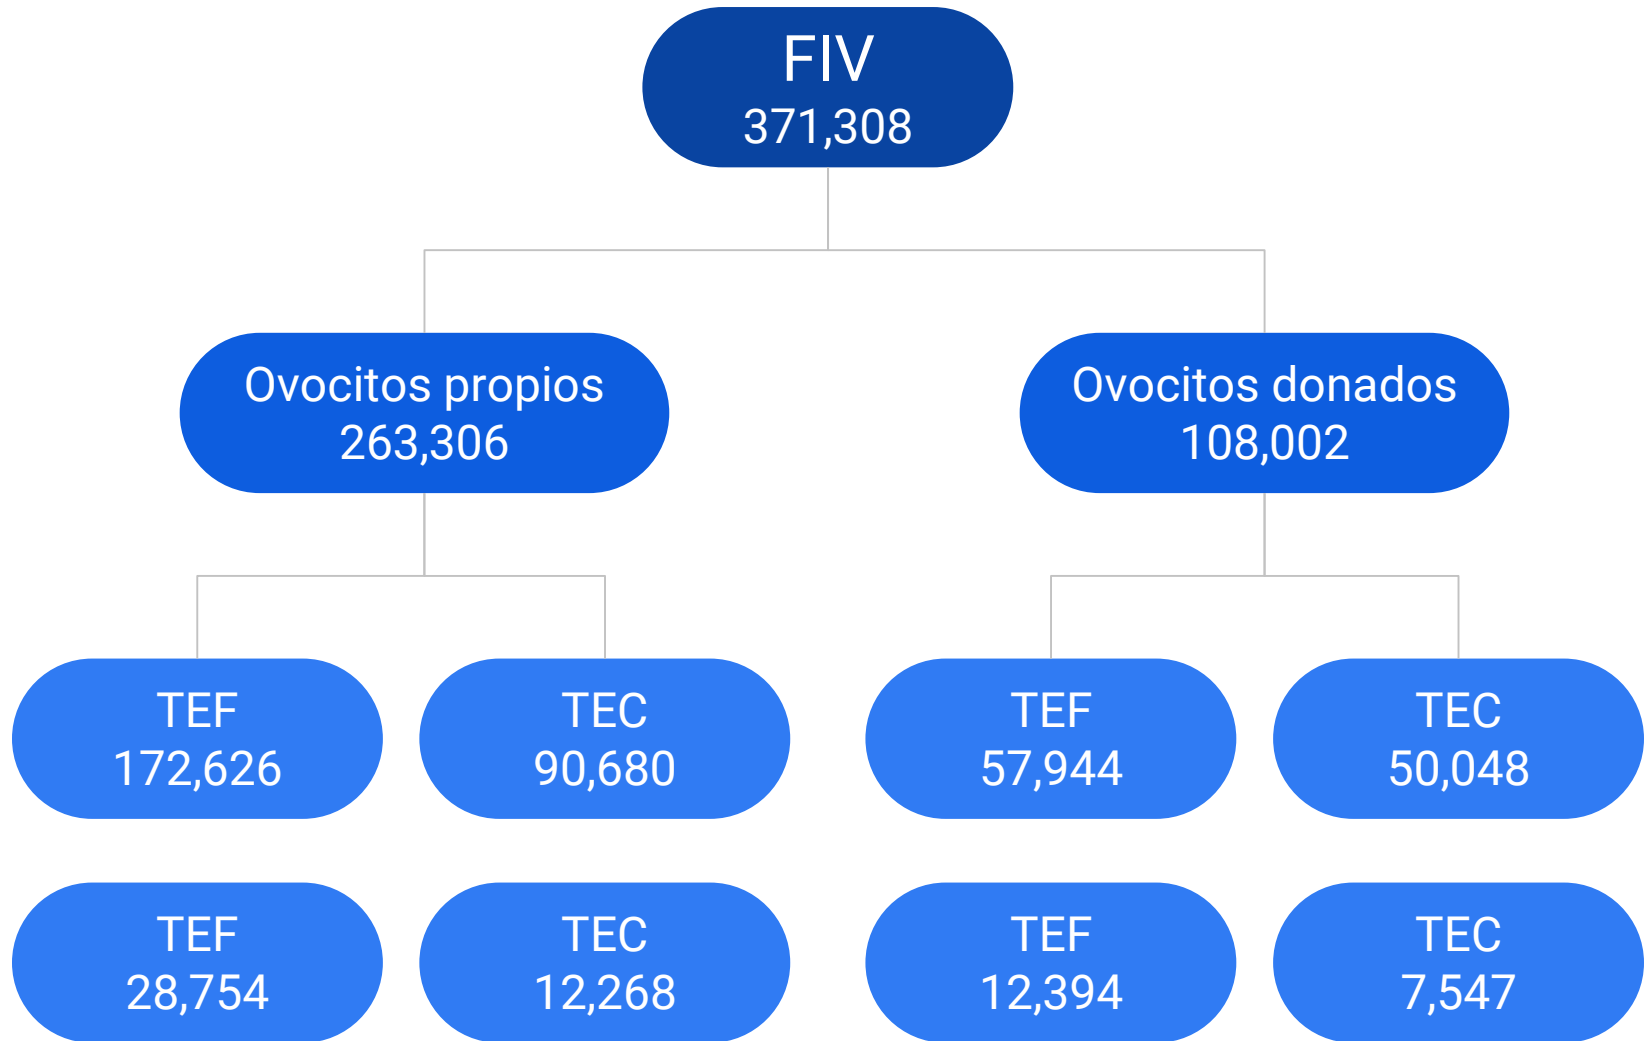 FIV
371,308
Ovocitos propios
263,306
Ovocitos donados
108,002
TEF
172,626
TEC
90,680
TEF
57,944
TEC
50,048
TEF
28,754
TEC
12,268
TEF
12,394
TEC
7,547